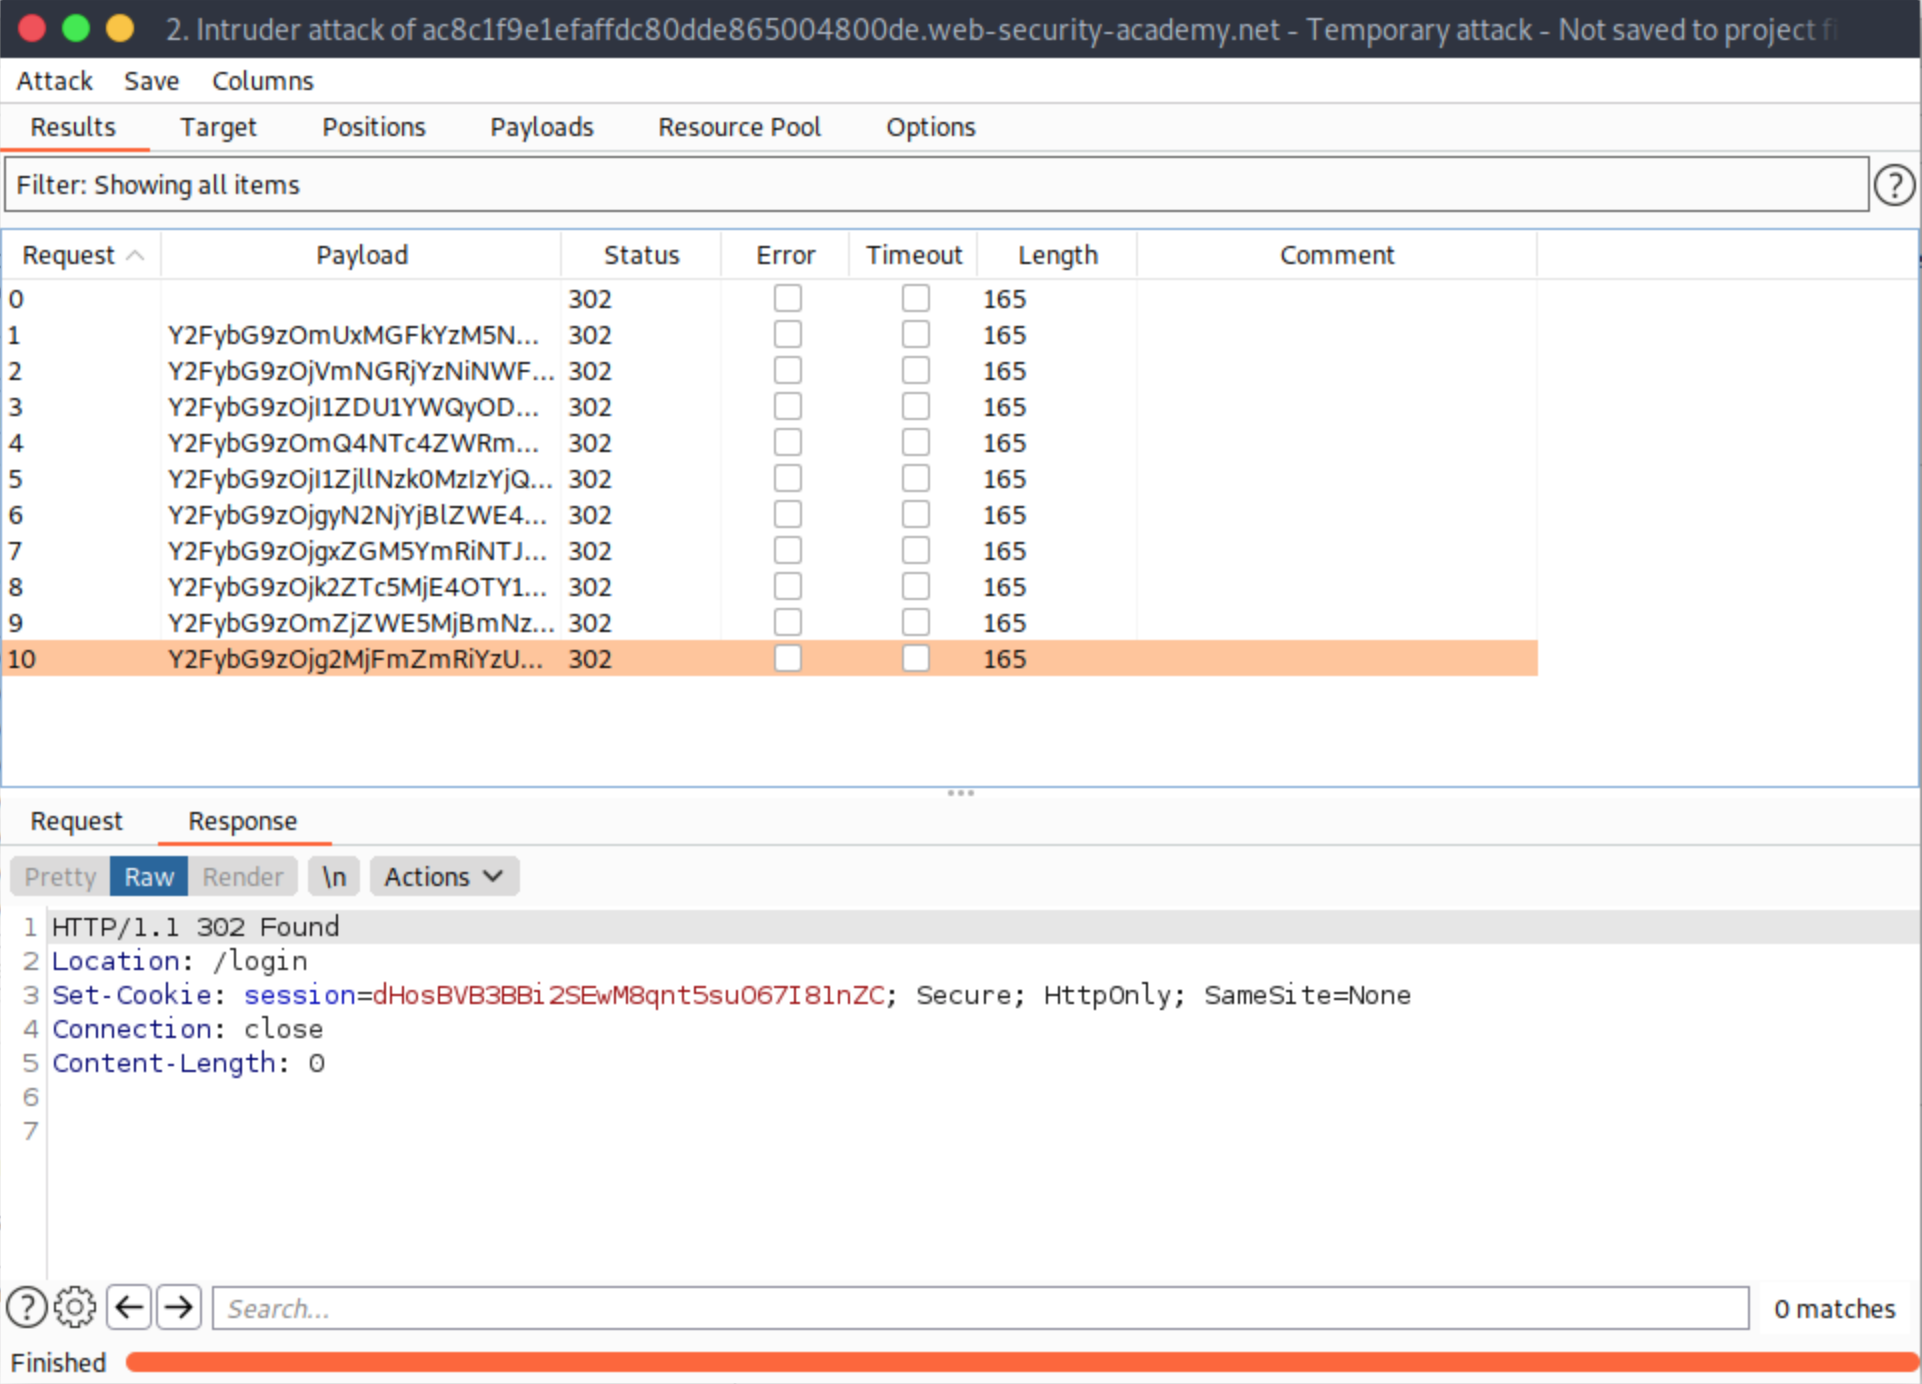 2. Intruder attack of ac8c1f9e1efaffdc80dde865004800de.web-security-academy.net - Temporary attack - Not saved to project fi
Attack Save Columns
Results Target Positions Payloads Resource Pool Options
Filter: Showing all items ?
Request Payload Status Error Timeout Length Comment
0 302 165
1 Y2FybG9zOmUxMGFkYzM5N... 302 165
2 Y2FybG9zOjVmNGRjYzNiNWF... 302 165
3 Y2FybG9zOjI1ZDU1YWQyOD... 302 165
4 Y2FybG9zOmQ4NTc4ZWRm... 302 165
5 Y2FybG9zOjI1ZjllNzk0MzIzYjQ... 302 165
6 Y2FybG9zOjgyN2NjYjBlZWE4... 302 165
7 Y2FybG9zOjgxZGM5YmRiNTJ... 302 165
8 Y2FybG9zOjk2ZTc5MjE4OTY1... 302 165
9 Y2FybG9zOmZjZWE5MjBmNz... 302 165
10 Y2FybG9zOjg2MjFmZmRiYzU... 302 165
Request Response
Pretty Raw Render \n Actions
1 HTTP/1.1 302 Found
2 Location: /login
3 Set-Cookie: session=dHosBVB3BBi2SEwM8qnt5suO67I8lnZC; Secure; HttpOnly; SameSite=None
4 Connection: close
5 Content-Length: 0
6
7
? Search... 0 matches
Finished